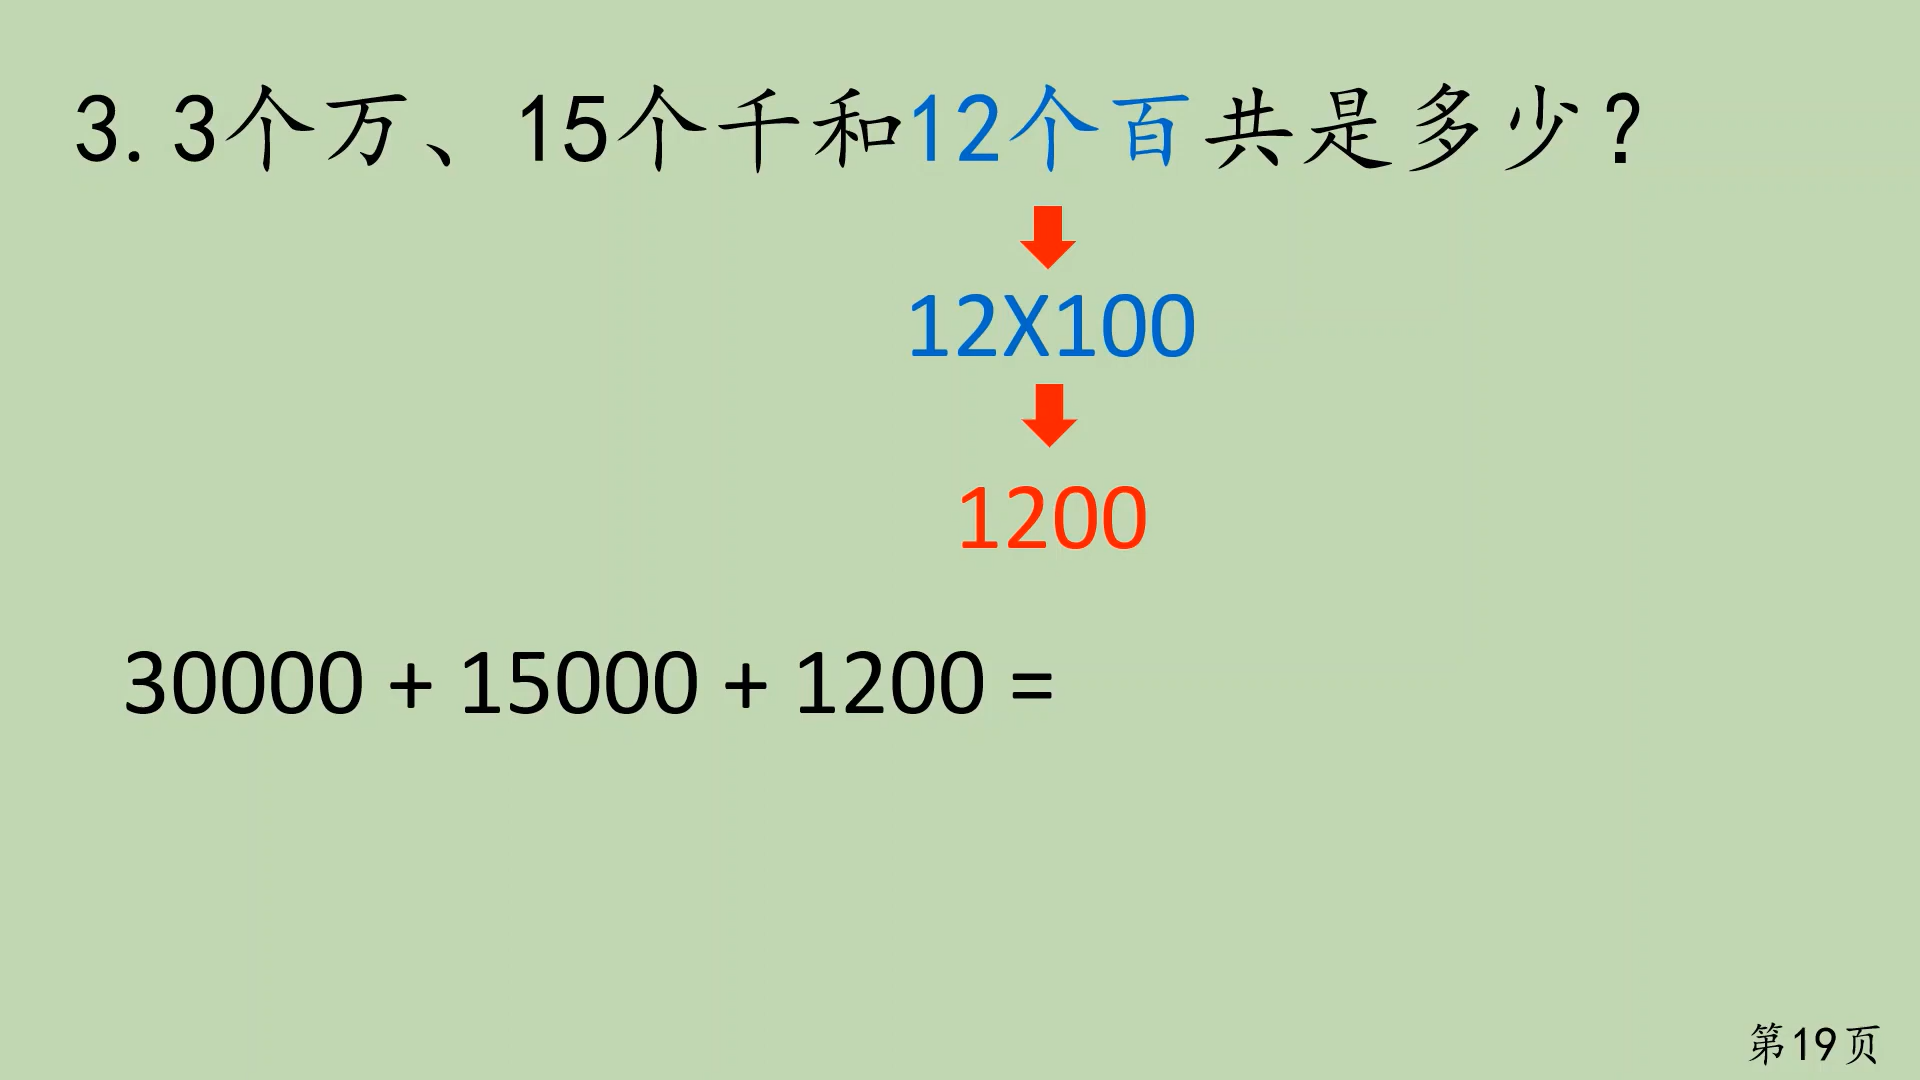 3.3个万、15个千和12个百共是多少?
12X100
1200
30000 + 15000 + 1200 =
第19页